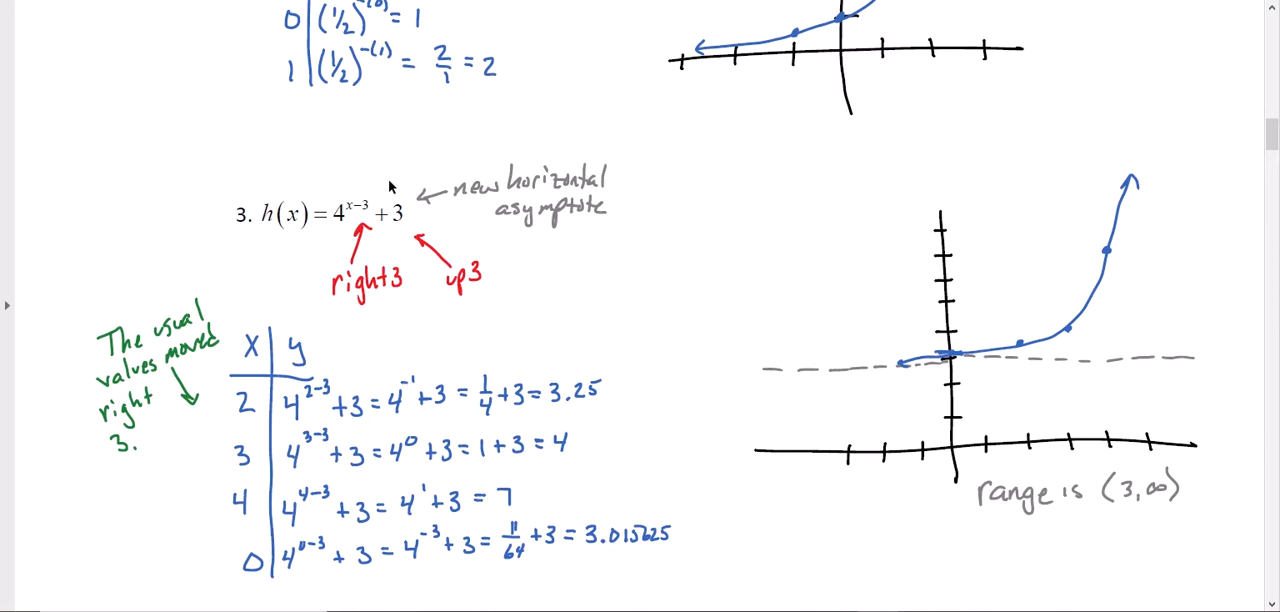 0 (1/2)^-(0) = 1
1 (1/2)^-(1) = 2/1 = 2
3. h(x) = 4^x-3 + 3
new horizontal
asymptote
right 3
up 3
The usual
values moved
right
3.
x y
2 4^2-3 + 3 = 4^-1 + 3 = 1/4 + 3 = 3.25
3 4^3-3 + 3 = 4^0 + 3 = 1 + 3 = 4
4 4^4-3 + 3 = 4^1 + 3 = 7
0 4^0-3 + 3 = 4^-3 + 3 = 1/64 + 3 = 3.015625
range is (3,∞)